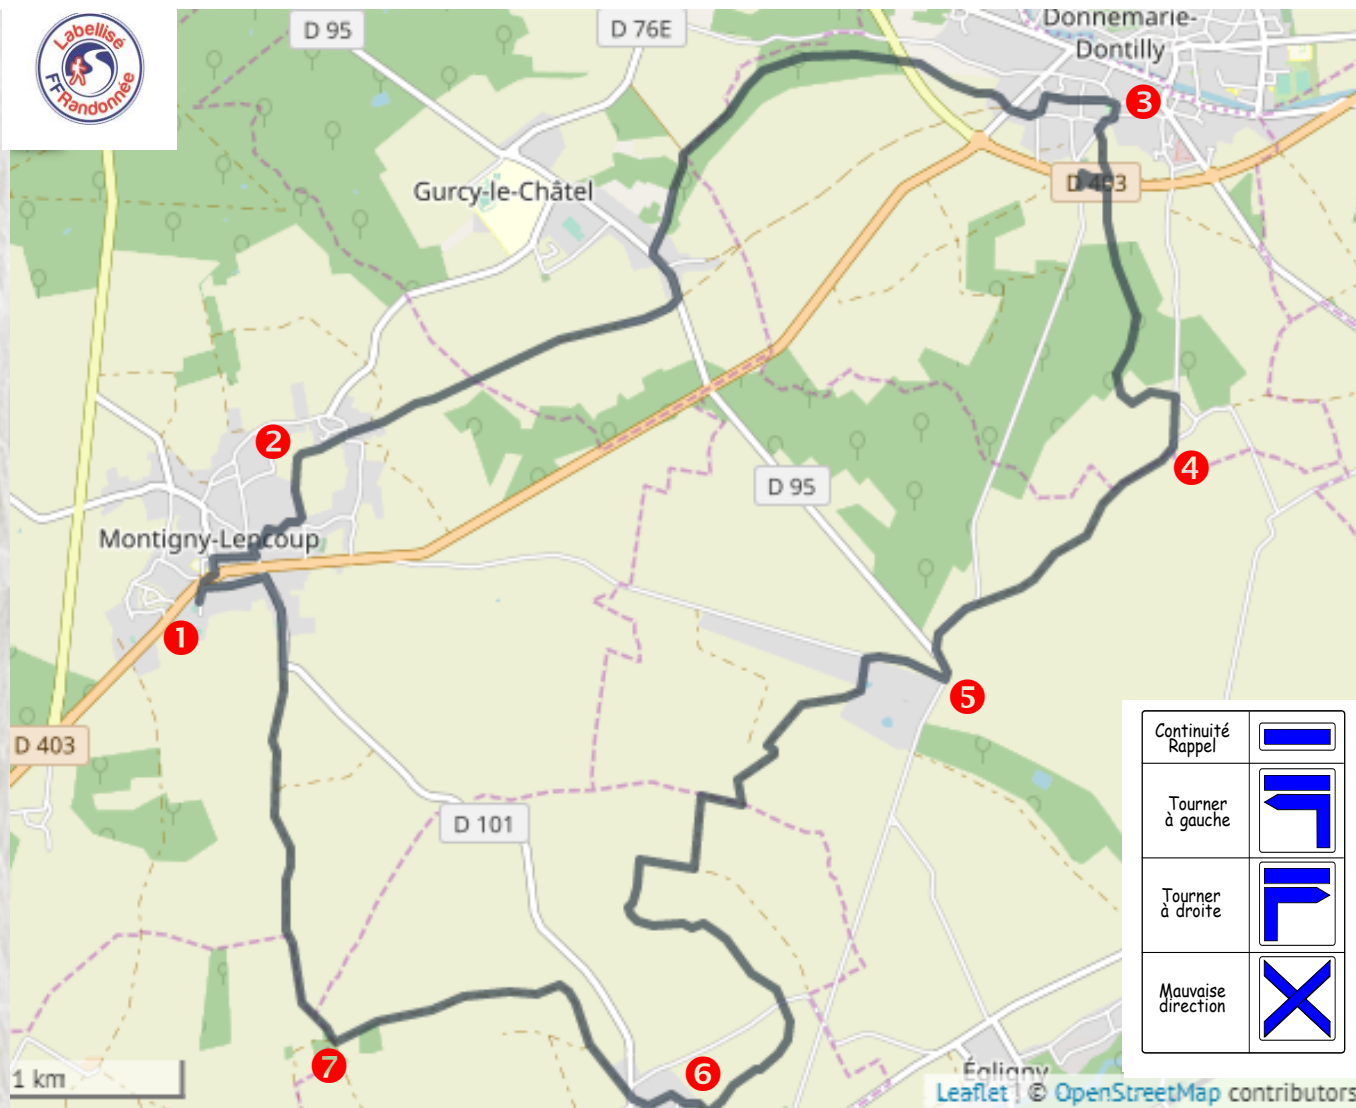 Labellisé
FFRandonnée
D 95
D 76E
Donnemarie-
Dontilly
3
Gurcy-le-Châtel
D 403
2
4
D 95
Montigny-Lencoup
1
5
D 403
Continuité
Rappel
Tourner
à gauche
D 101
Tourner
à droite
Mauvaise
direction
7
6
Égligny
1 km
Leaflet | © OpenStreetMap contributors